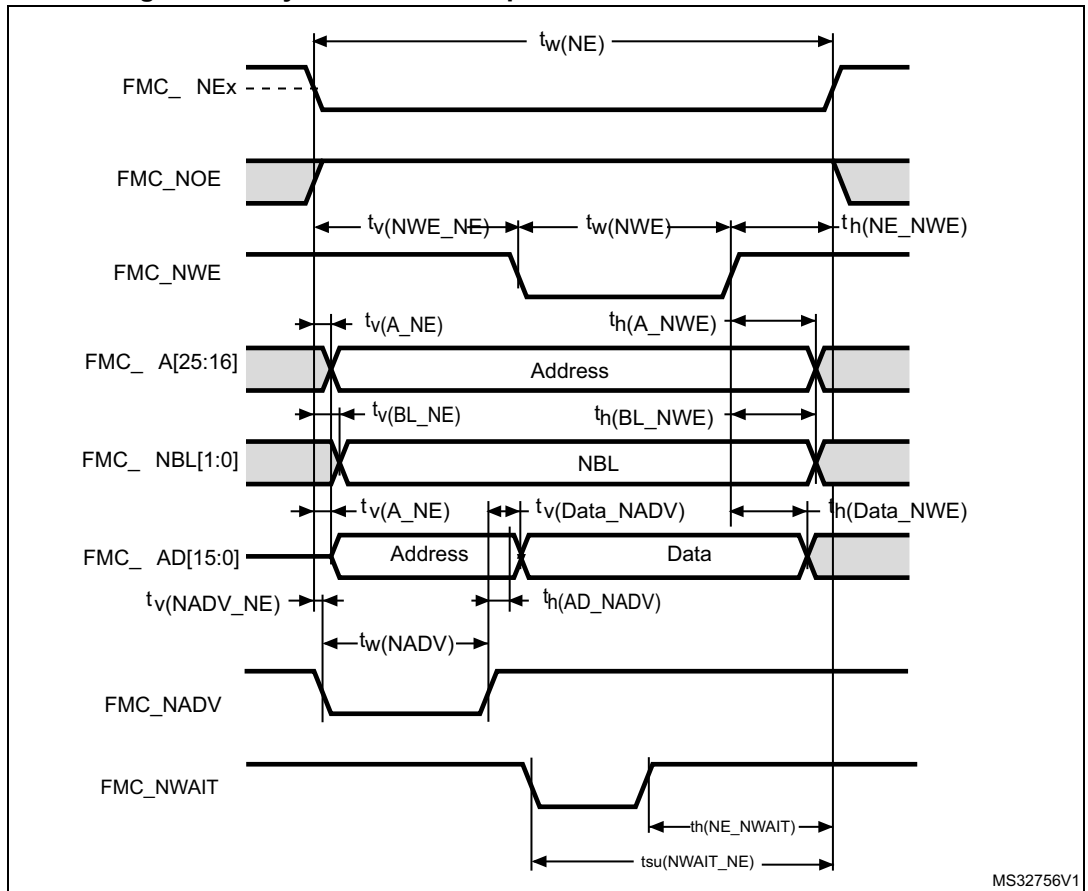 tw(NE)
FMC_ NEx
FMC_NOE
tv(NWE_NE)
tw(NWE)
th(NE_NWE)
FMC_NWE
tv(A_NE)
th(A_NWE)
FMC_ A[25:16]
Address
tv(BL_NE)
th(BL_NWE)
FMC_ NBL[1:0]
NBL
tv(A_NE)
tv(Data_NADV)
th(Data_NWE)
FMC_ AD[15:0]
Address
Data
tv(NADV_NE)
th(AD_NADV)
tw(NADV)
FMC_NADV
FMC_NWAIT
th(NE_NWAIT)
tsu(NWAIT_NE)
MS32756V1